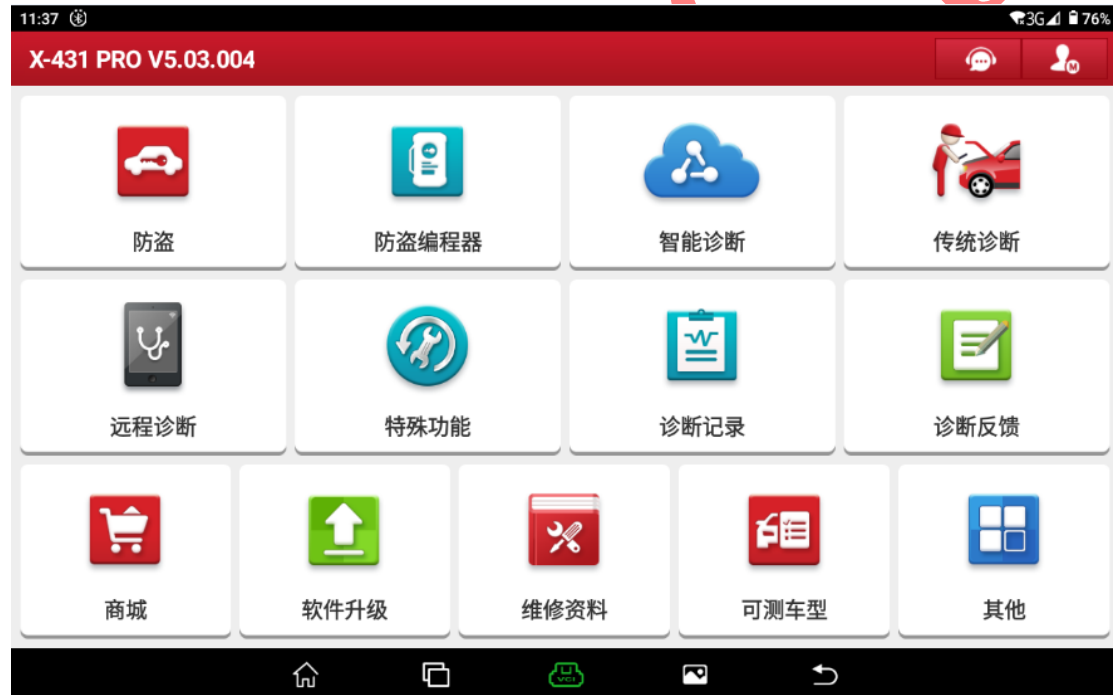 11:37 3G 76%
X-431 PRO V5.03.004
M
防盗 防盗编程器 智能诊断 传统诊断
远程诊断 特殊功能 诊断记录 诊断反馈
商城 软件升级 维修资料 可测车型 其他
VCI